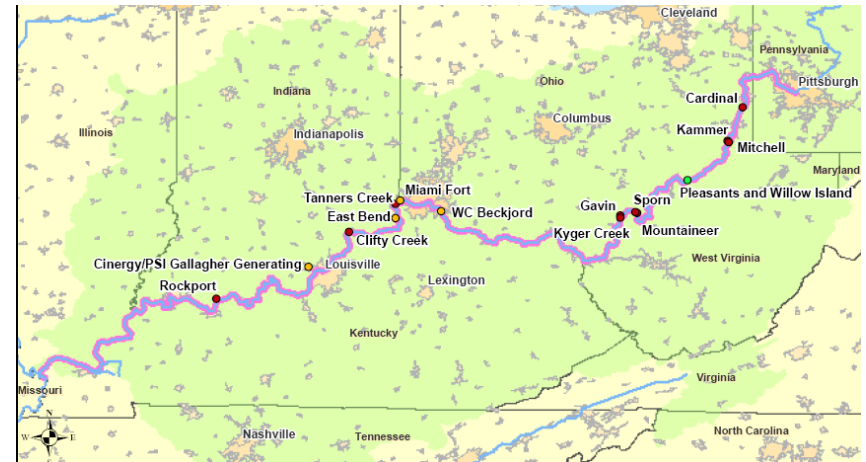 Cleveland
Pennsylvania
Pittsburgh
Ohio
Indiana
Cardinal
Columbus
Illinois
Indianapolis
Kammer
Mitchell
Maryland
Tanners Creek
Miami Fort
Pleasants and Willow Island
East Bend
WC Beckjord
Gavin
Sporn
Clifty Creek
Kyger Creek
Mountaineer
Cinergy/PSI Gallagher Generating
Louisville
West Virginia
Rockport
Lexington
Kentucky
Missouri
Virginia
N
W
E
S
Nashville
Tennessee
North Carolina